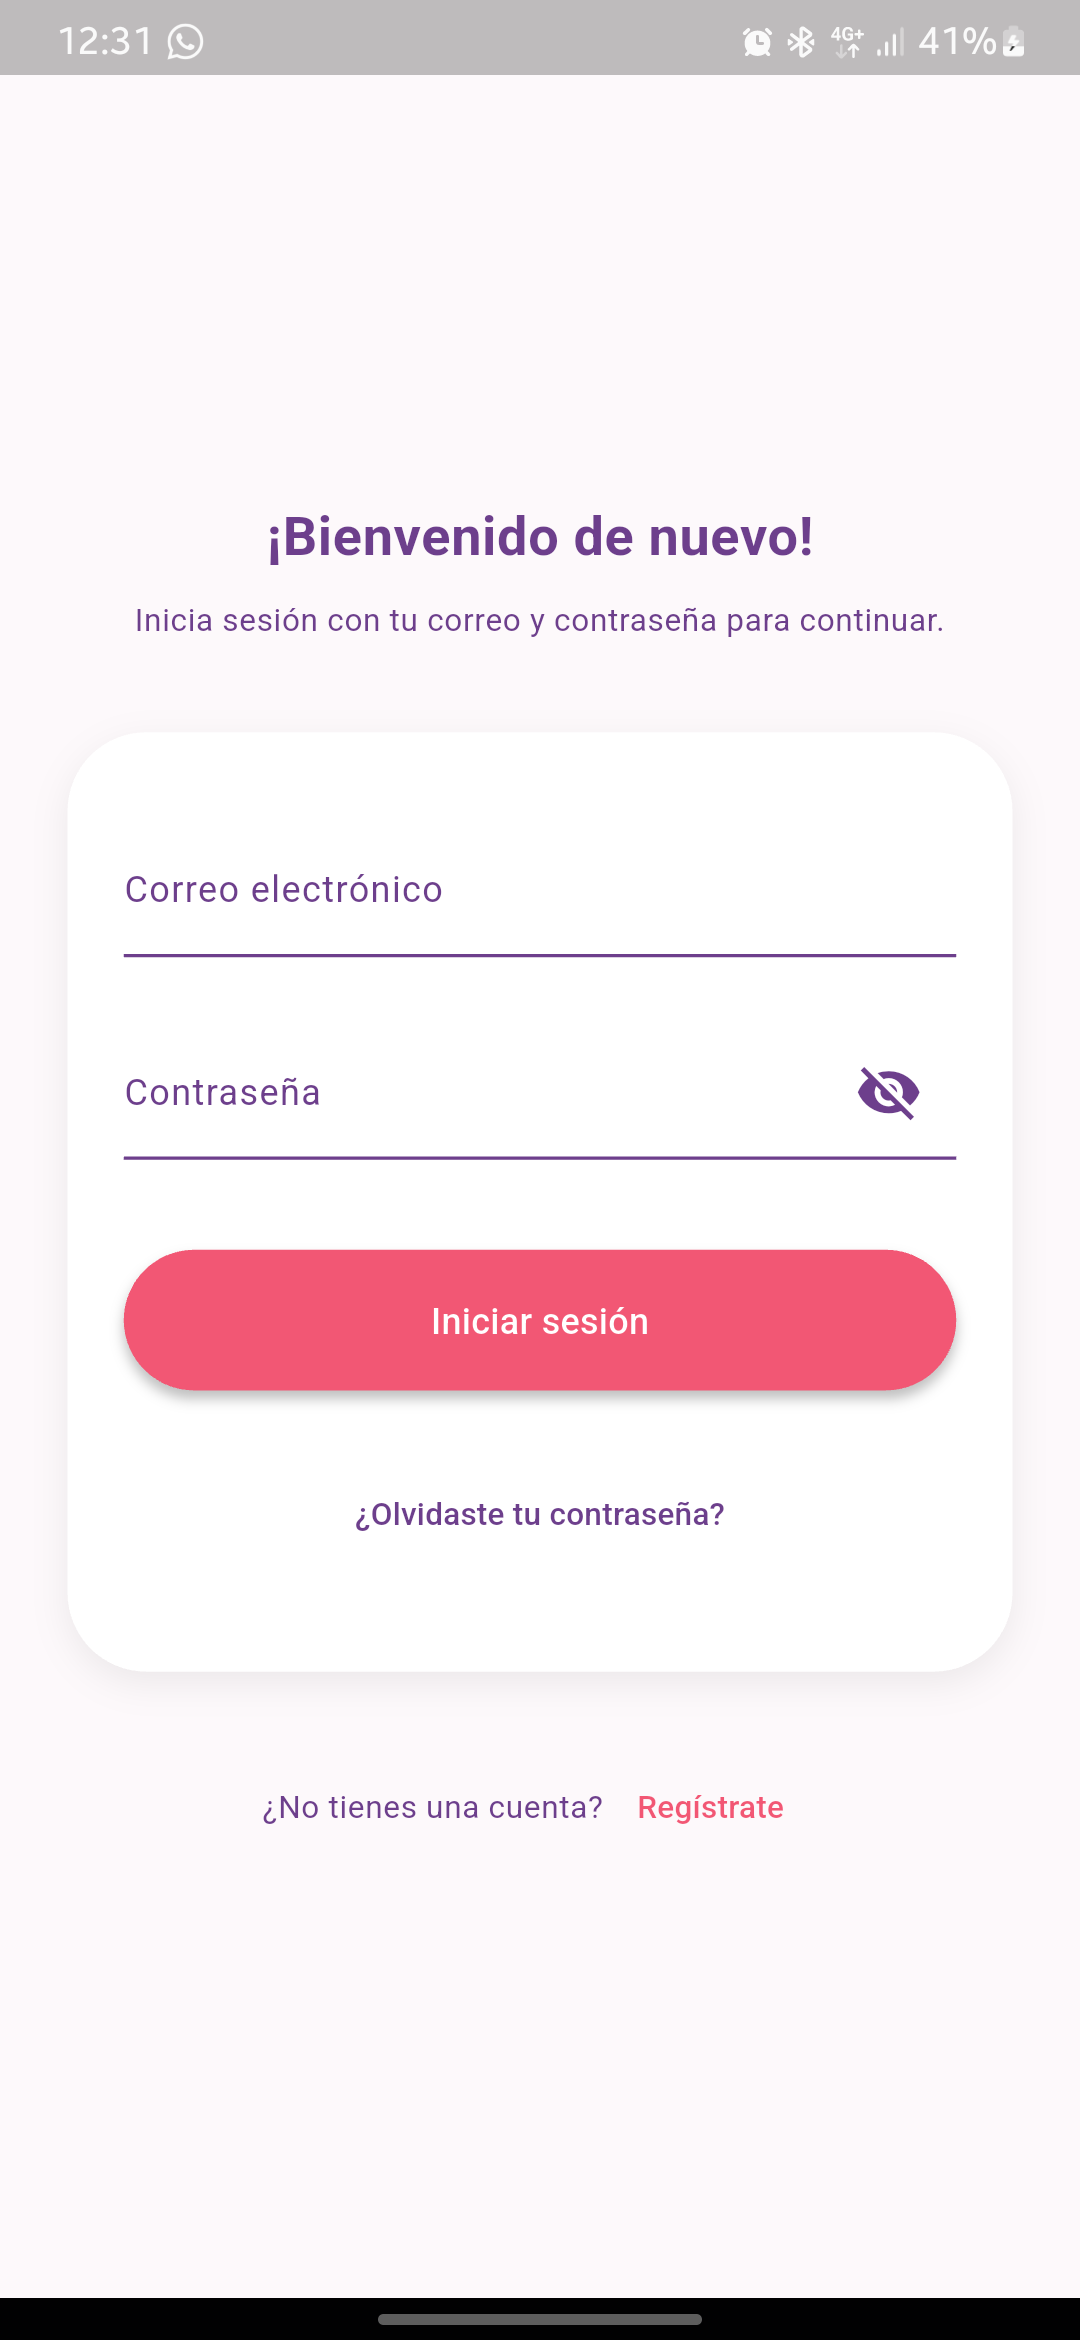 12:31 4G+ 41%
¡Bienvenido de nuevo!
Inicia sesión con tu correo y contraseña para continuar.
Correo electrónico
Contraseña
Iniciar sesión
¿Olvidaste tu contraseña?
¿No tienes una cuenta? Regístrate